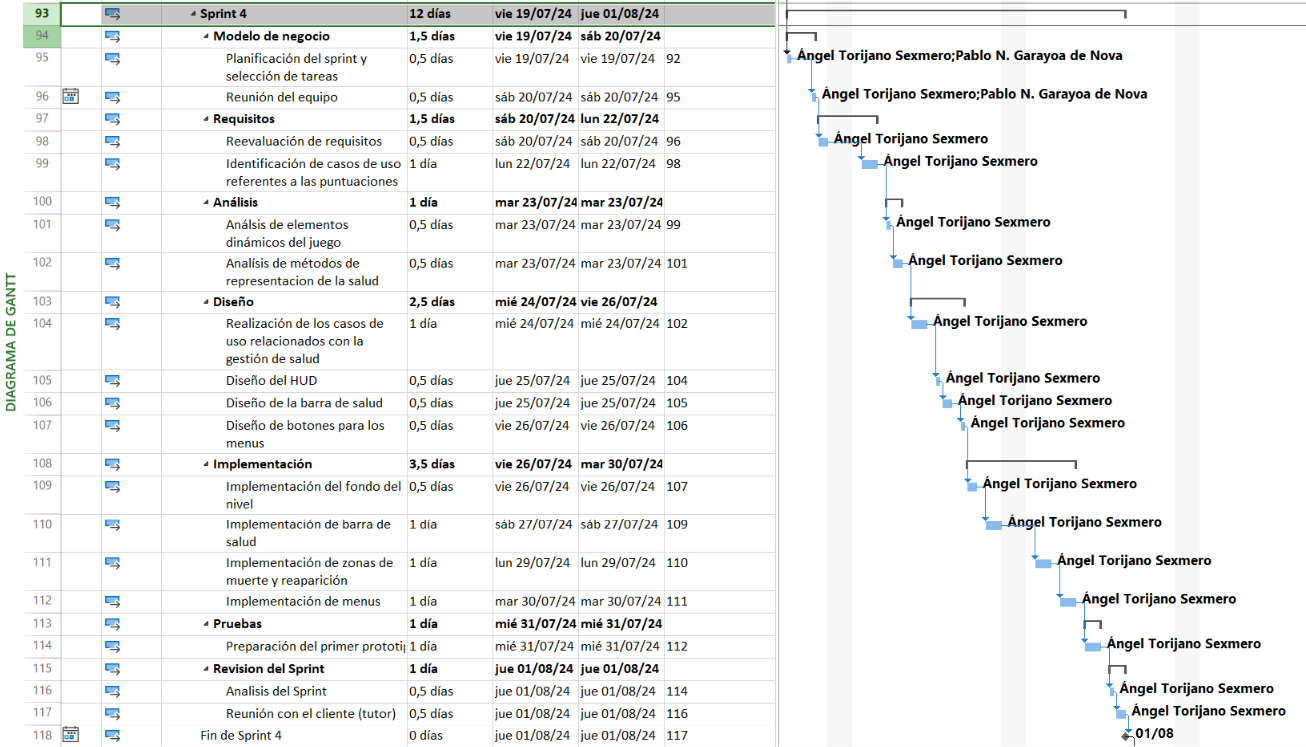 DIAGRAMA DE GANTT
93 Sprint 4 12 días vie 19/07/24 jue 01/08/24
94 Modelo de negocio 1,5 días vie 19/07/24 sáb 20/07/24
95 Planificación del sprint y 0,5 días vie 19/07/24 vie 19/07/24 92 Ángel Torijano Sexmero;Pablo N. Garayoa de Nova
selección de tareas
96 Reunión del equipo 0,5 días sáb 20/07/24 sáb 20/07/24 95 Ángel Torijano Sexmero;Pablo N. Garayoa de Nova
97 Requisitos 1,5 días sáb 20/07/24 lun 22/07/24
98 Reevaluación de requisitos 0,5 días sáb 20/07/24 sáb 20/07/24 96 Ángel Torijano Sexmero
99 Identificación de casos de uso 1 día lun 22/07/24 lun 22/07/24 98 Ángel Torijano Sexmero
referentes a las puntuaciones
100 Análisis 1 día mar 23/07/24 mar 23/07/24
101 Análsis de elementos 0,5 días mar 23/07/24 mar 23/07/24 99 Ángel Torijano Sexmero
dinámicos del juego
102 Analísis de métodos de 0,5 días mar 23/07/24 mar 23/07/24 101 Ángel Torijano Sexmero
representacion de la salud
103 Diseño 2,5 días mié 24/07/24 vie 26/07/24
104 Realización de los casos de 1 día mié 24/07/24 mié 24/07/24 102 Ángel Torijano Sexmero
uso relacionados con la
gestión de salud
105 Diseño del HUD 0,5 días jue 25/07/24 jue 25/07/24 104 Ángel Torijano Sexmero
106 Diseño de la barra de salud 0,5 días jue 25/07/24 jue 25/07/24 105 Ángel Torijano Sexmero
107 Diseño de botones para los 0,5 días vie 26/07/24 vie 26/07/24 106 Ángel Torijano Sexmero
menus
108 Implementación 3,5 días vie 26/07/24 mar 30/07/24
109 Implementación del fondo del 0,5 días vie 26/07/24 vie 26/07/24 107 Ángel Torijano Sexmero
nivel
110 Implementación de barra de 1 día sáb 27/07/24 sáb 27/07/24 109 Ángel Torijano Sexmero
salud
111 Implementación de zonas de 1 día lun 29/07/24 lun 29/07/24 110 Ángel Torijano Sexmero
muerte y reaparición
112 Implementación de menus 1 día mar 30/07/24 mar 30/07/24 111 Ángel Torijano Sexmero
113 Pruebas 1 día mié 31/07/24 mié 31/07/24
114 Preparación del primer prototi 1 día mié 31/07/24 mié 31/07/24 112 Ángel Torijano Sexmero
115 Revision del Sprint 1 día jue 01/08/24 jue 01/08/24
116 Analisis del Sprint 0,5 días jue 01/08/24 jue 01/08/24 114 Ángel Torijano Sexmero
117 Reunión con el cliente (tutor) 0,5 días jue 01/08/24 jue 01/08/24 116 Ángel Torijano Sexmero
118 Fin de Sprint 4 0 días jue 01/08/24 jue 01/08/24 117 01/08